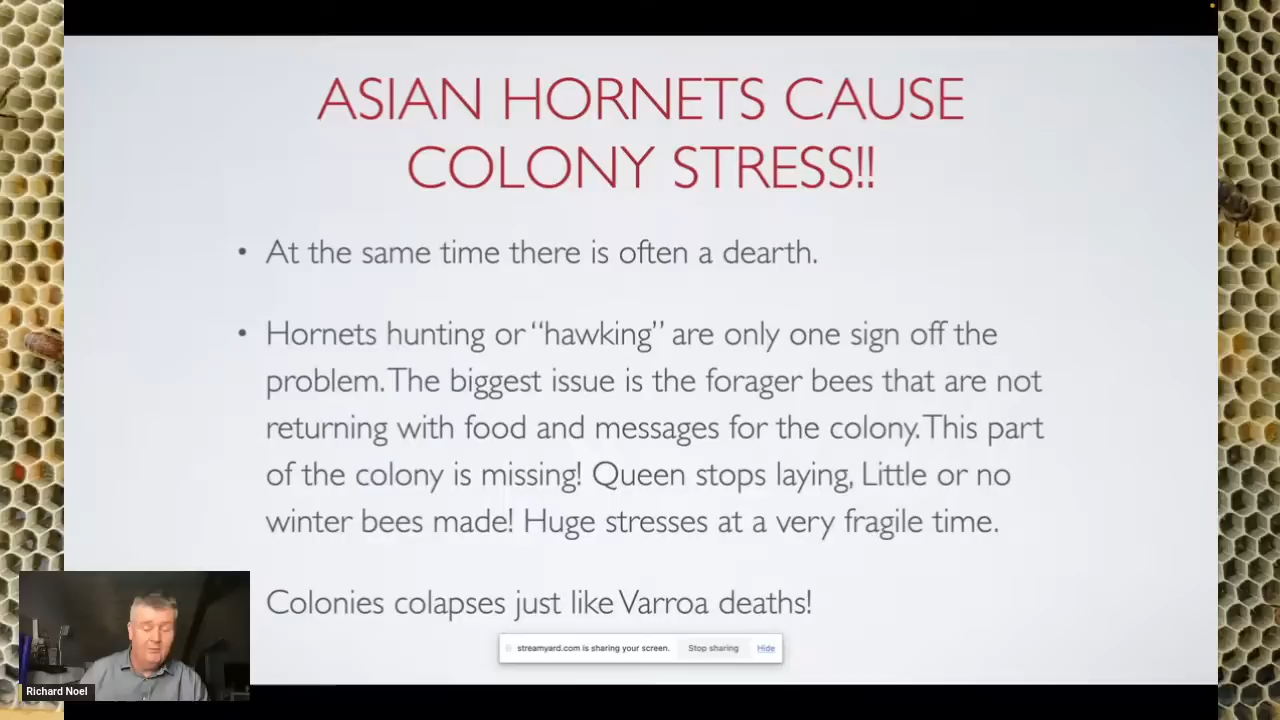 ASIAN HORNETS CAUSE
COLONY STRESS!!
• At the same time there is often a dearth.
• Hornets hunting or "hawking" are only one sign off the
problem. The biggest issue is the forager bees that are not
returning with food and messages for the colony. This part
of the colony is missing! Queen stops laying, Little or no
winter bees made! Huge stresses at a very fragile time.
Colonies colapses just like Varroa deaths!
streamyard.com is sharing your screen. Stop sharing Hide
Richard Noel